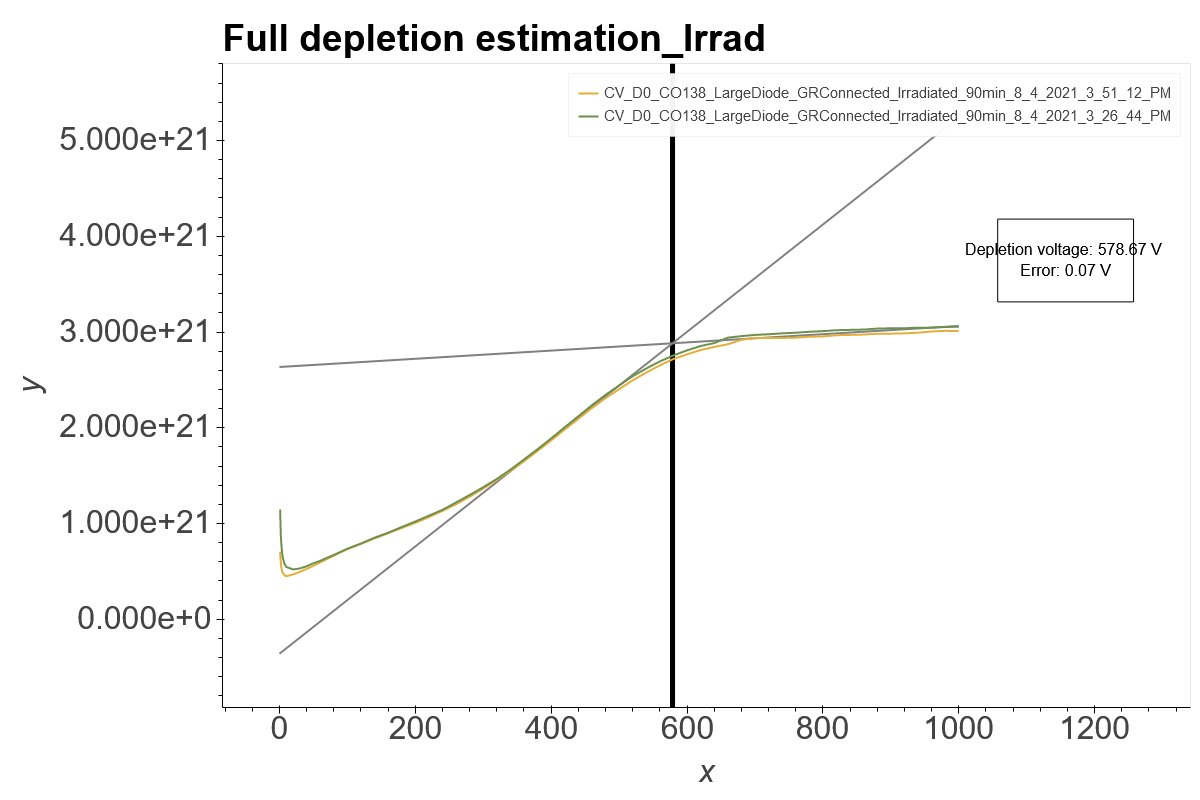 Full depletion estimation_Irrad
CV_D0_CO138_LargeDiode_GRConnected_Irradiated_90min_8_4_2021_3_51_12_PM
CV_D0_CO138_LargeDiode_GRConnected_Irradiated_90min_8_4_2021_3_26_44_PM
5.000e+21
4.000e+21
3.000e+21
2.000e+21
1.000e+21
0.000e+0
y
Depletion voltage: 578.67 V
Error: 0.07 V
0 200 400 600 800 1000 1200
x